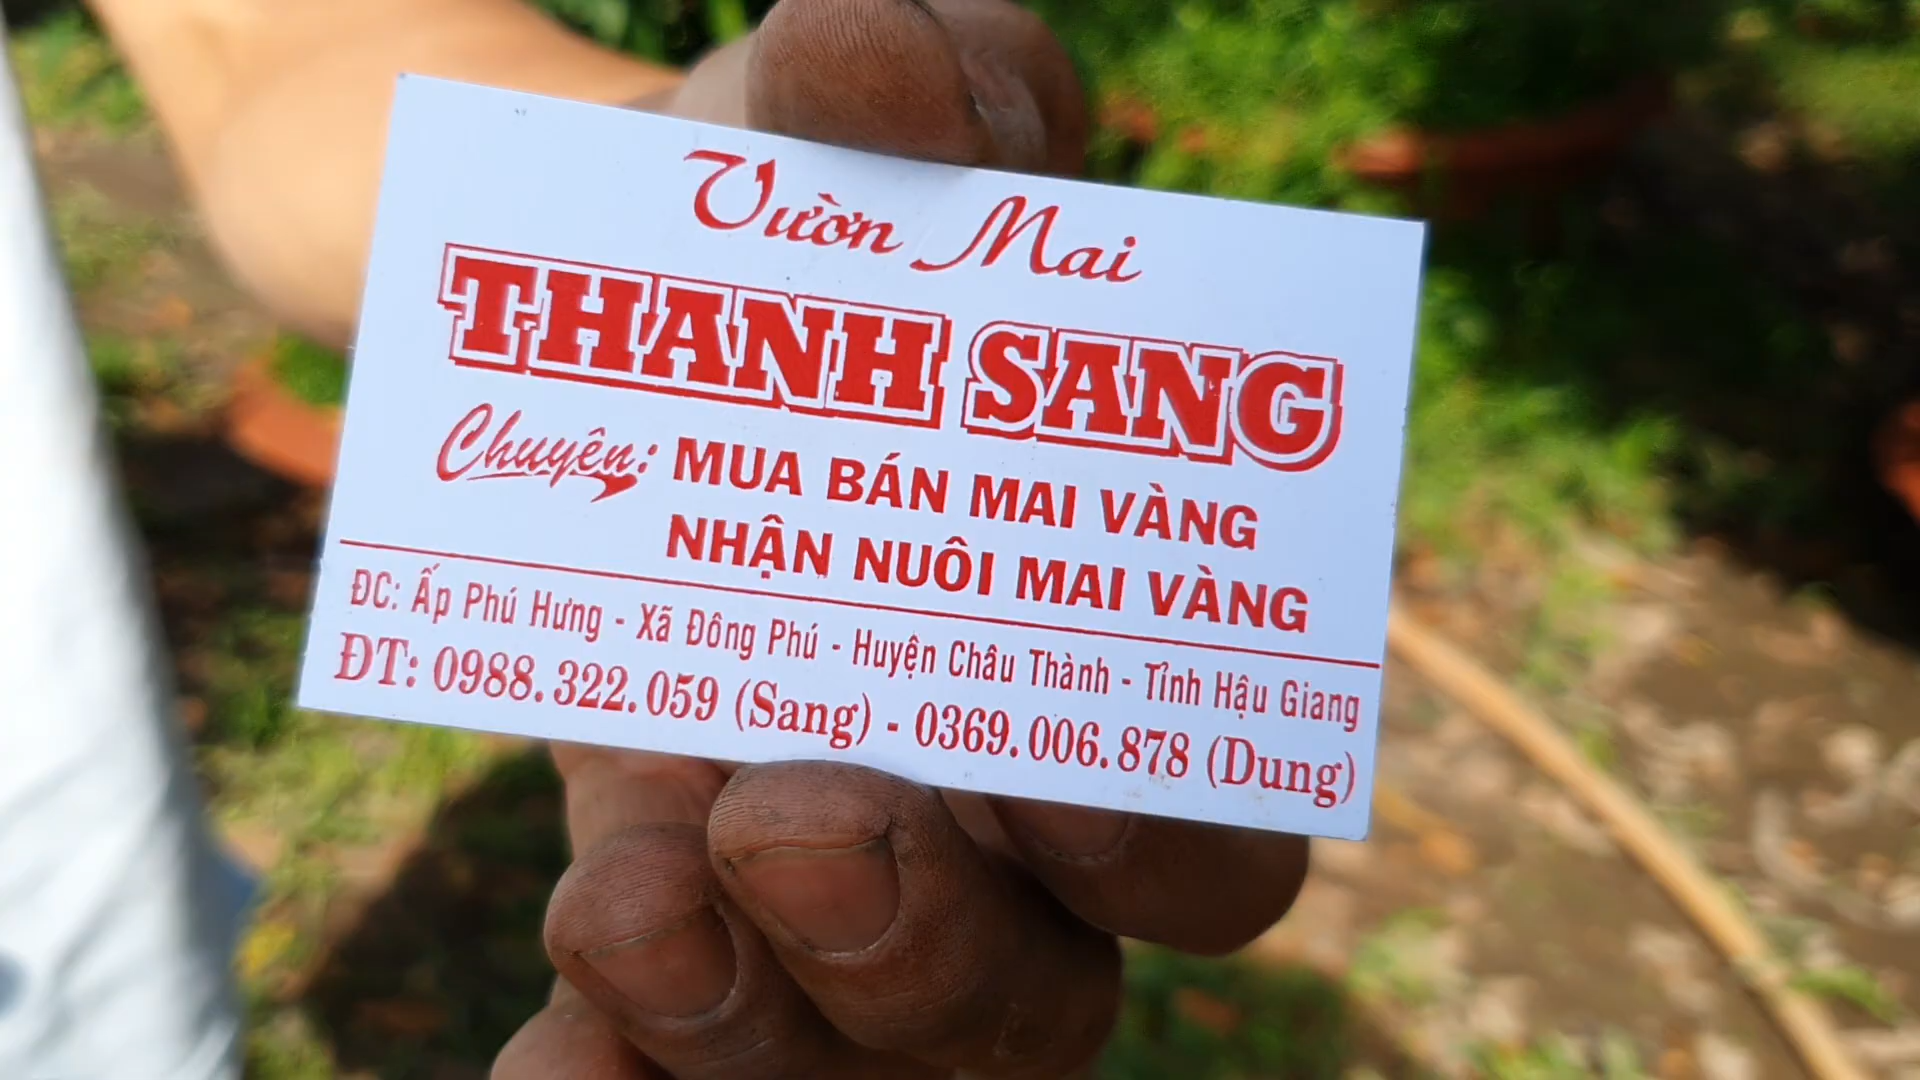 Vườn Mai
THANH SANG
Chuyên: MUA BÁN MAI VÀNG
NHẬN NUÔI MAI VÀNG
ĐC: Ấp Phú Hưng - Xã Đông Phú - Huyện Châu Thành - Tỉnh Hậu Giang
ĐT: 0988.322.059 (Sang) - 0369.006.878 (Dung)